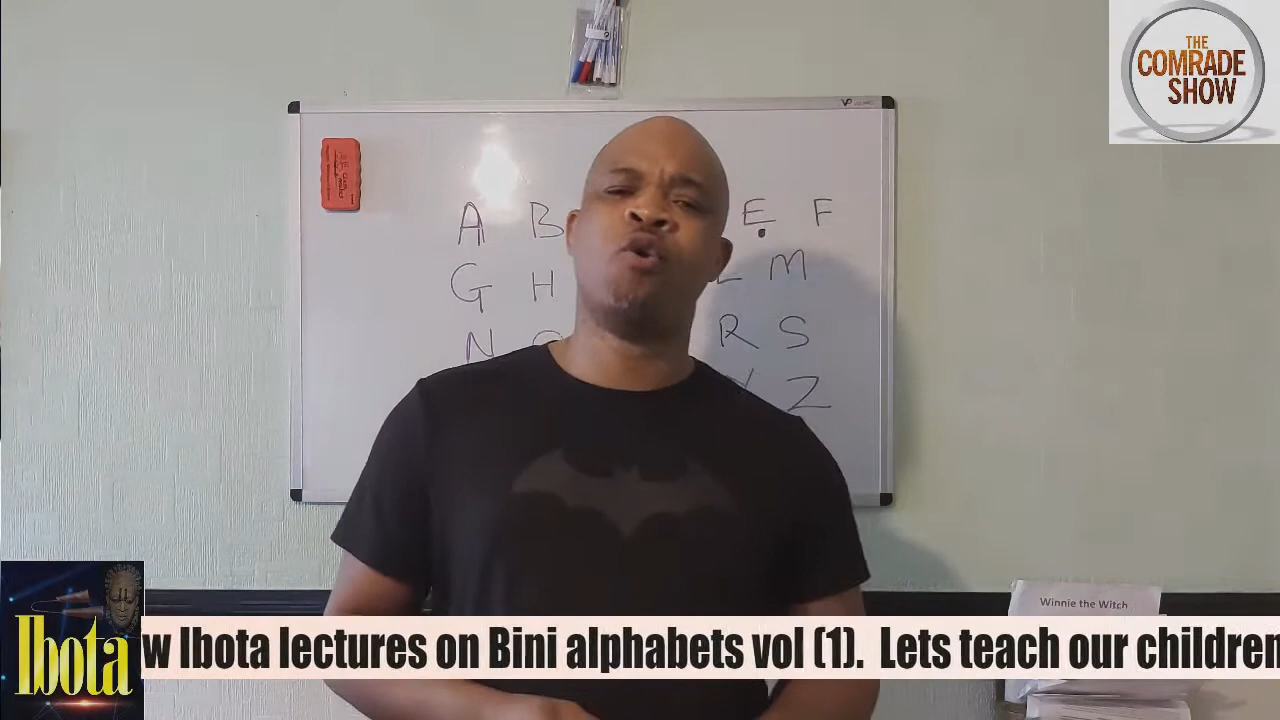 THE
COMRADE
SHOW
A B E̩ F
G H L M
N R S
Z
Winnie the Witch
Ibota
w Ibota lectures on Bini alphabets vol (1). Lets teach our children